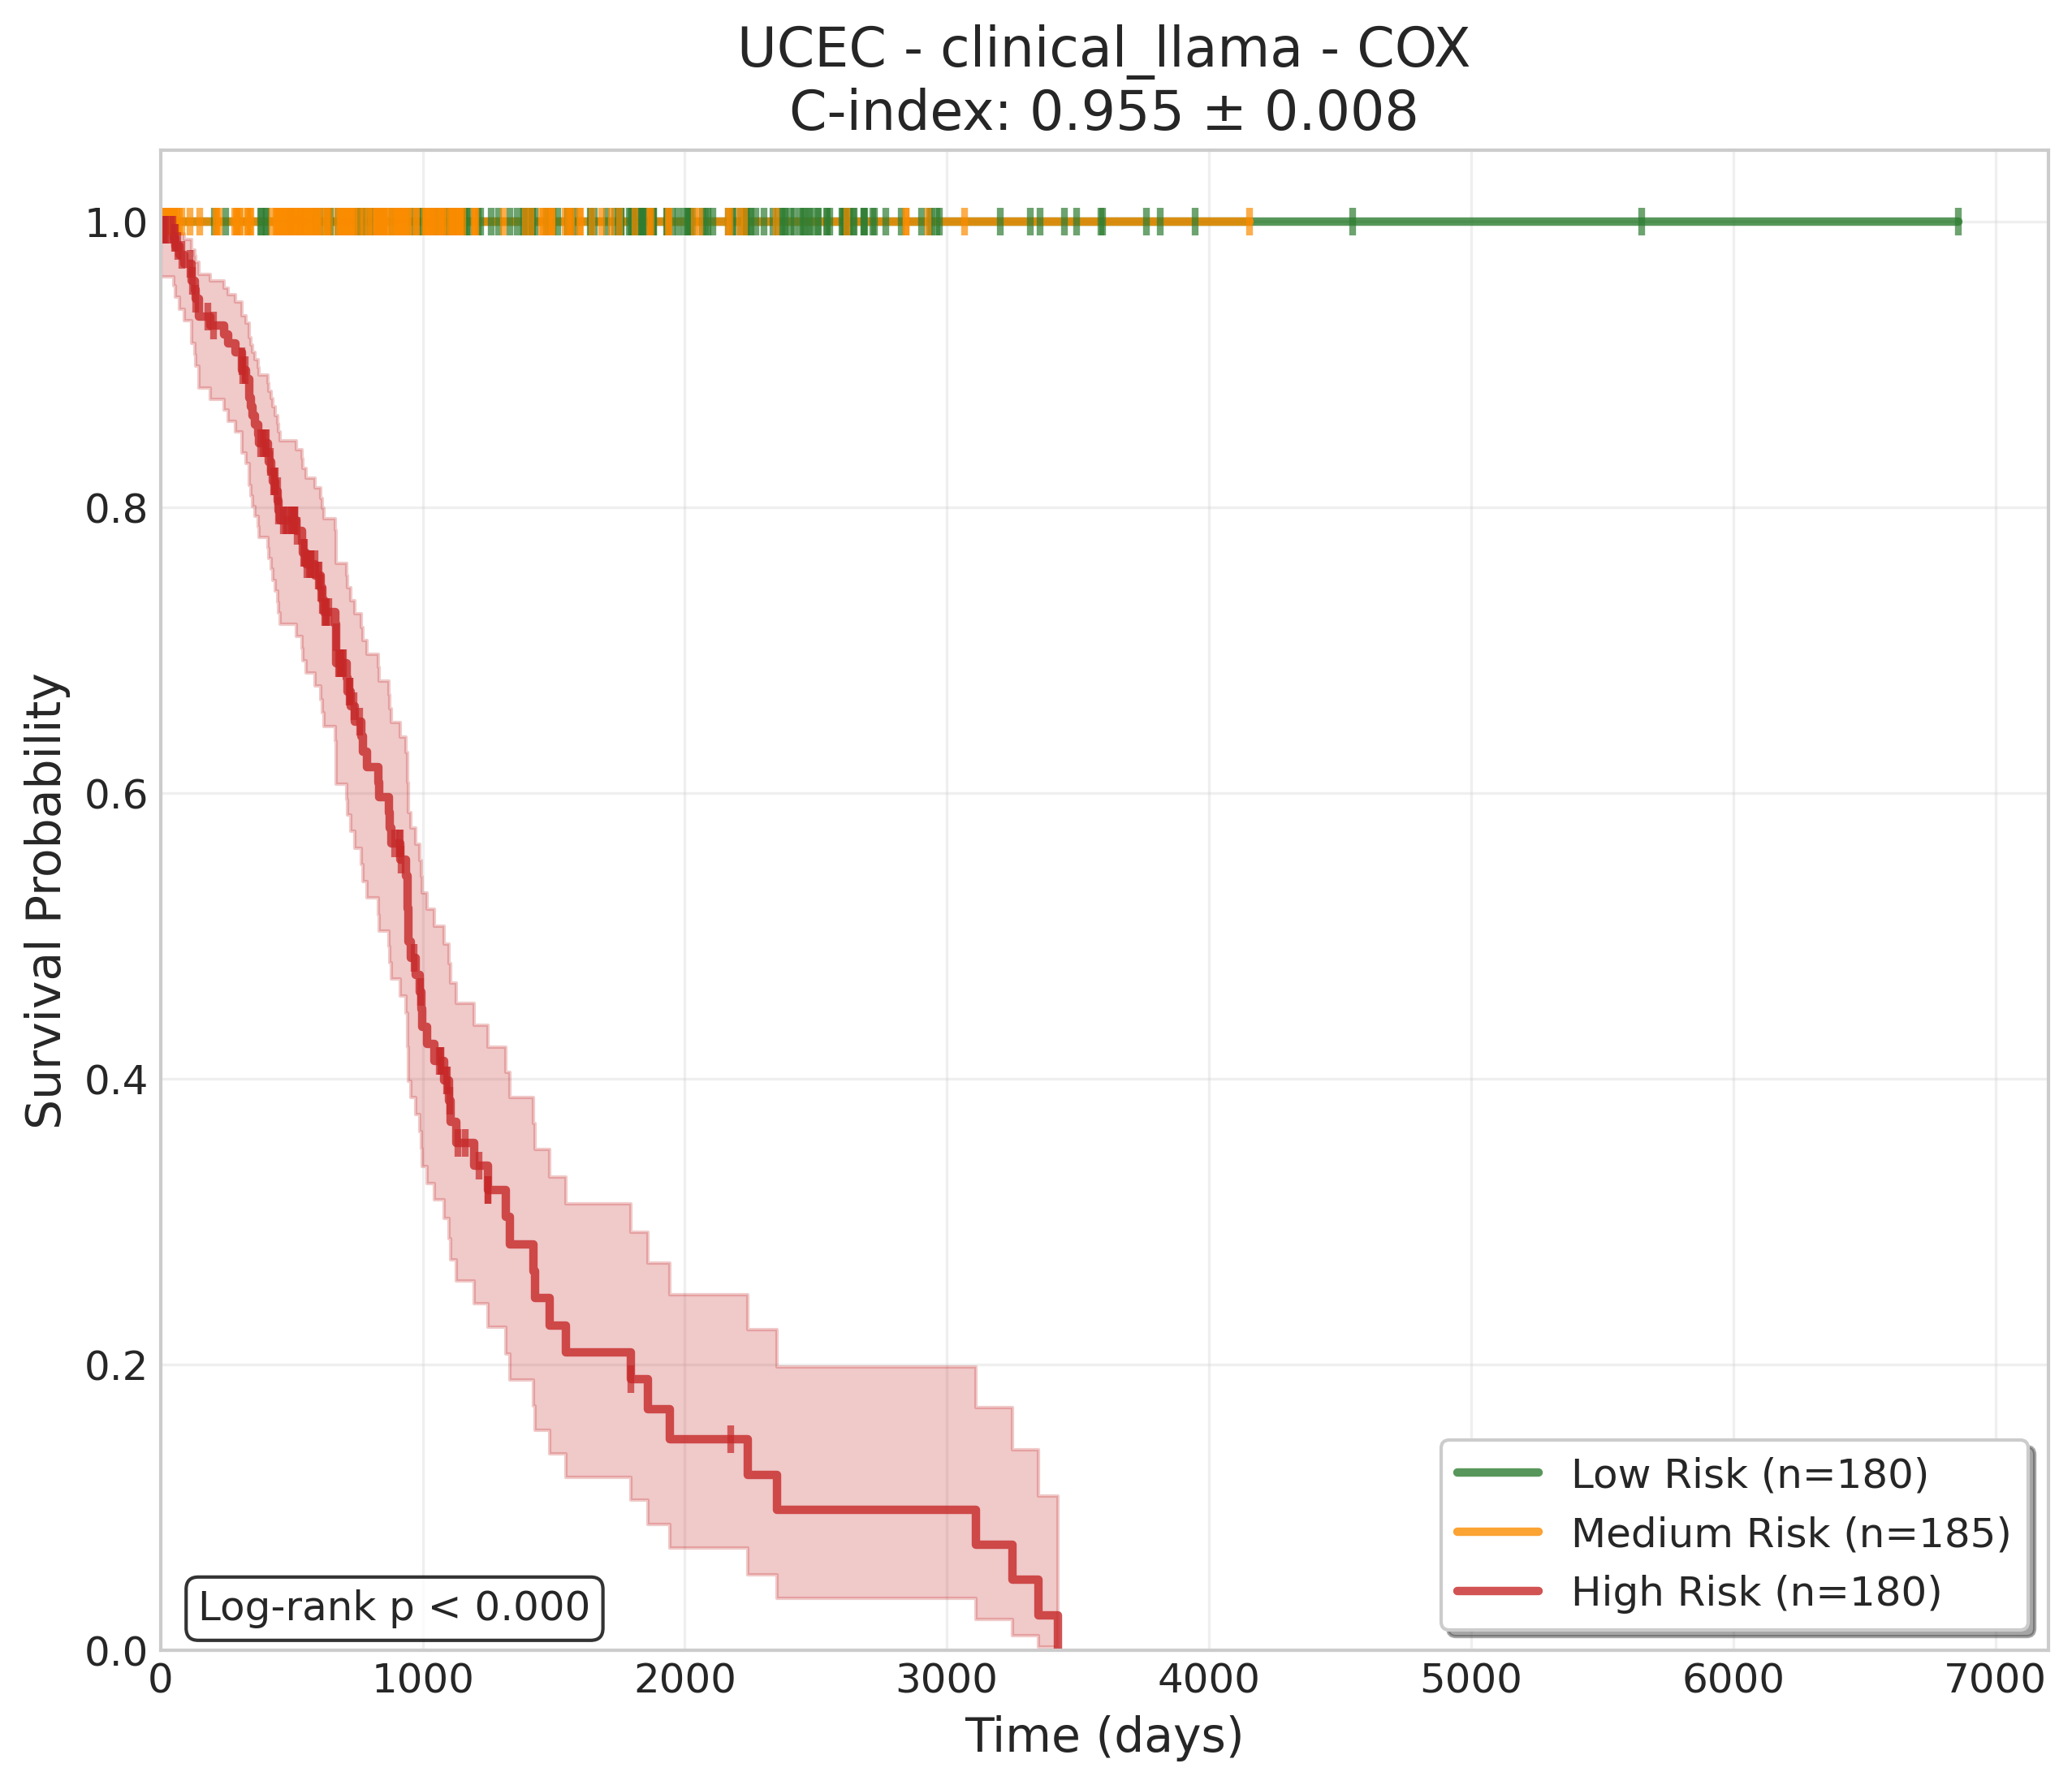 UCEC - clinical_llama - COX
C-index: 0.955 ± 0.008
Survival Probability
1.0
0.8
0.6
0.4
0.2
0.0
0 1000 2000 3000 4000 5000 6000 7000
Time (days)
Log-rank p < 0.000
Low Risk (n=180)
Medium Risk (n=185)
High Risk (n=180)